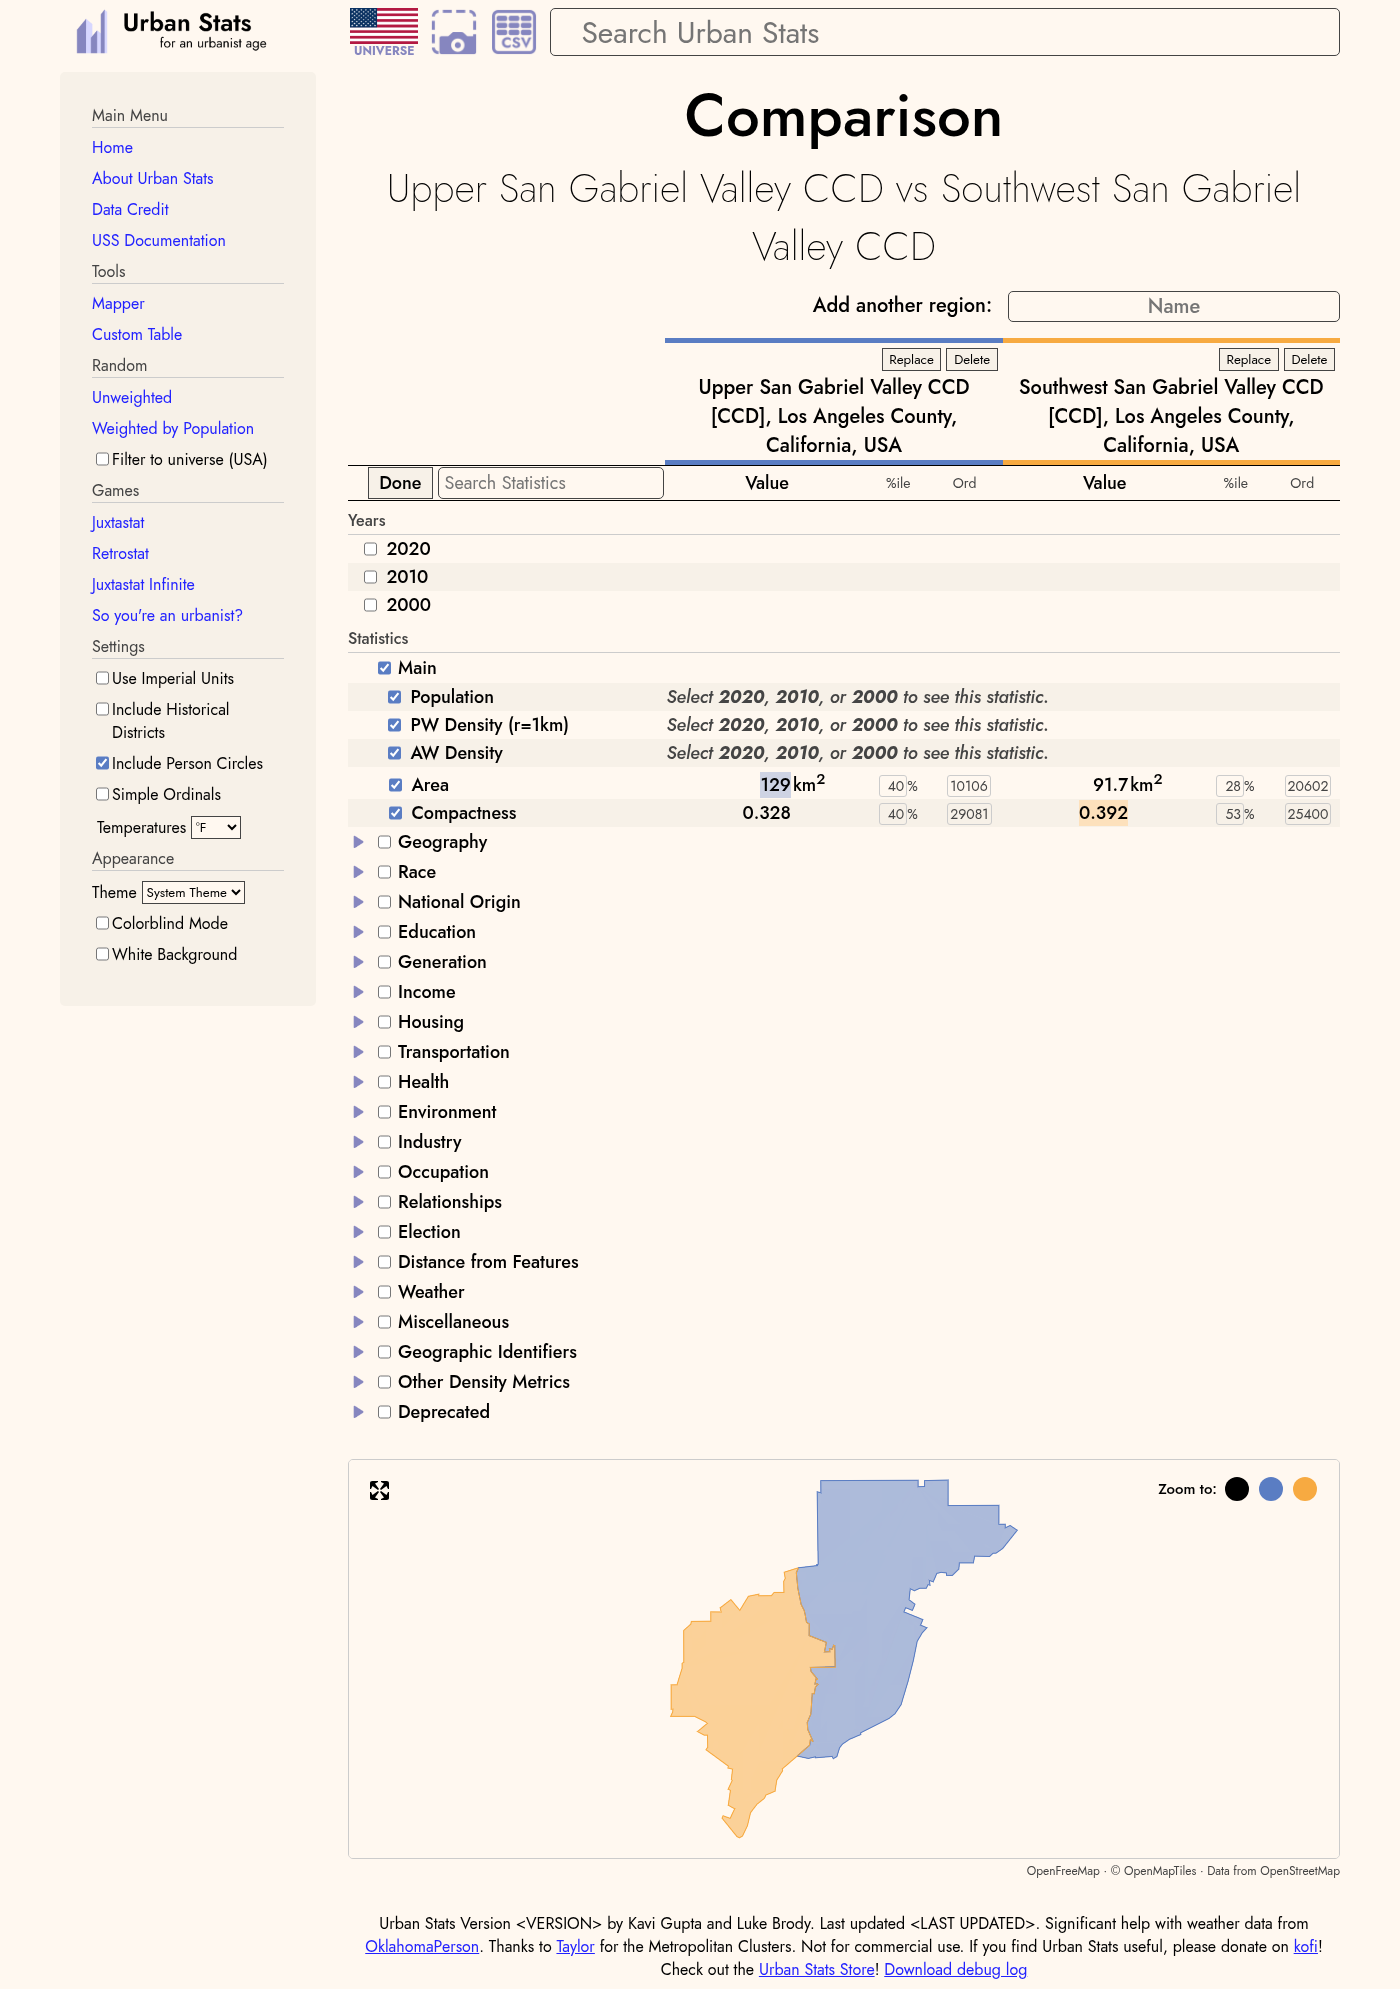 Urban Stats
for an urbanist age
UNIVERSE
CSV
Search Urban Stats
Main Menu
Home
About Urban Stats
Data Credit
USS Documentation
Tools
Mapper
Custom Table
Random
Unweighted
Weighted by Population
Filter to universe (USA)
Games
Juxtastat
Retrostat
Juxtastat Infinite
So you're an urbanist?
Settings
Use Imperial Units
Include Historical
Districts
Include Person Circles
Simple Ordinals
Temperatures °F
Appearance
Theme System Theme
Colorblind Mode
White Background
Comparison
Upper San Gabriel Valley CCD vs Southwest San Gabriel
Valley CCD
Add another region: Name
Replace Delete Replace Delete
Upper San Gabriel Valley CCD Southwest San Gabriel Valley CCD
[CCD], Los Angeles County, [CCD], Los Angeles County,
California, USA California, USA
Done Search Statistics Value %ile Ord Value %ile Ord
Years
2020
2010
2000
Statistics
Main
Population Select 2020, 2010, or 2000 to see this statistic.
PW Density (r=1km) Select 2020, 2010, or 2000 to see this statistic.
AW Density Select 2020, 2010, or 2000 to see this statistic.
Area 129 km² 40 % 10106 91.7 km² 28 % 20602
Compactness 0.328 40 % 29081 0.392 53 % 25400
Geography
Race
National Origin
Education
Generation
Income
Housing
Transportation
Health
Environment
Industry
Occupation
Relationships
Election
Distance from Features
Weather
Miscellaneous
Geographic Identifiers
Other Density Metrics
Deprecated
Zoom to:
OpenFreeMap · © OpenMapTiles · Data from OpenStreetMap
Urban Stats Version <VERSION> by Kavi Gupta and Luke Brody. Last updated <LAST UPDATED>. Significant help with weather data from
OklahomaPerson. Thanks to Taylor for the Metropolitan Clusters. Not for commercial use. If you find Urban Stats useful, please donate on kofi!
Check out the Urban Stats Store! Download debug log